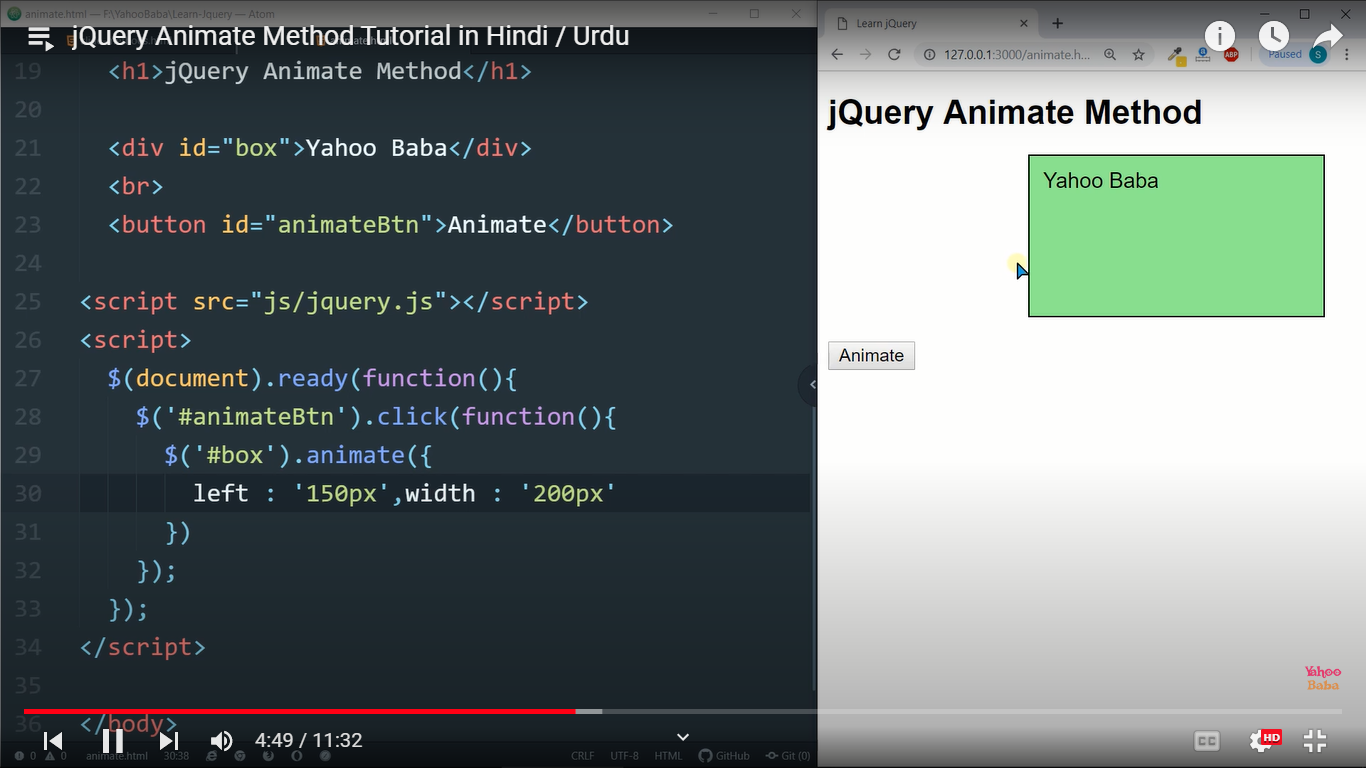 animate.html — F:\YahooBaba\Learn-Jquery — Atom
jQuery Animate Method Tutorial in Hindi / Urdu
19 <h1>jQuery Animate Method</h1>
20
21 <div id="box">Yahoo Baba</div>
22 <br>
23 <button id="animateBtn">Animate</button>
24
25 <script src="js/jquery.js"></script>
26 <script>
27 $(document).ready(function(){
28 $('#animateBtn').click(function(){
29 $('#box').animate({
30 left : '150px',width : '200px'
31 })
32 });
33 });
34 </script>
35
36 </body>
4:49 / 11:32
0 0 animate.html 30:38 CRLF UTF-8 HTML GitHub Git (0)
Learn jQuery
127.0.0.1:3000/animate.h...
ABP
Paused
S
jQuery Animate Method
Yahoo Baba
Animate
Yahoo
Baba
CC
HD